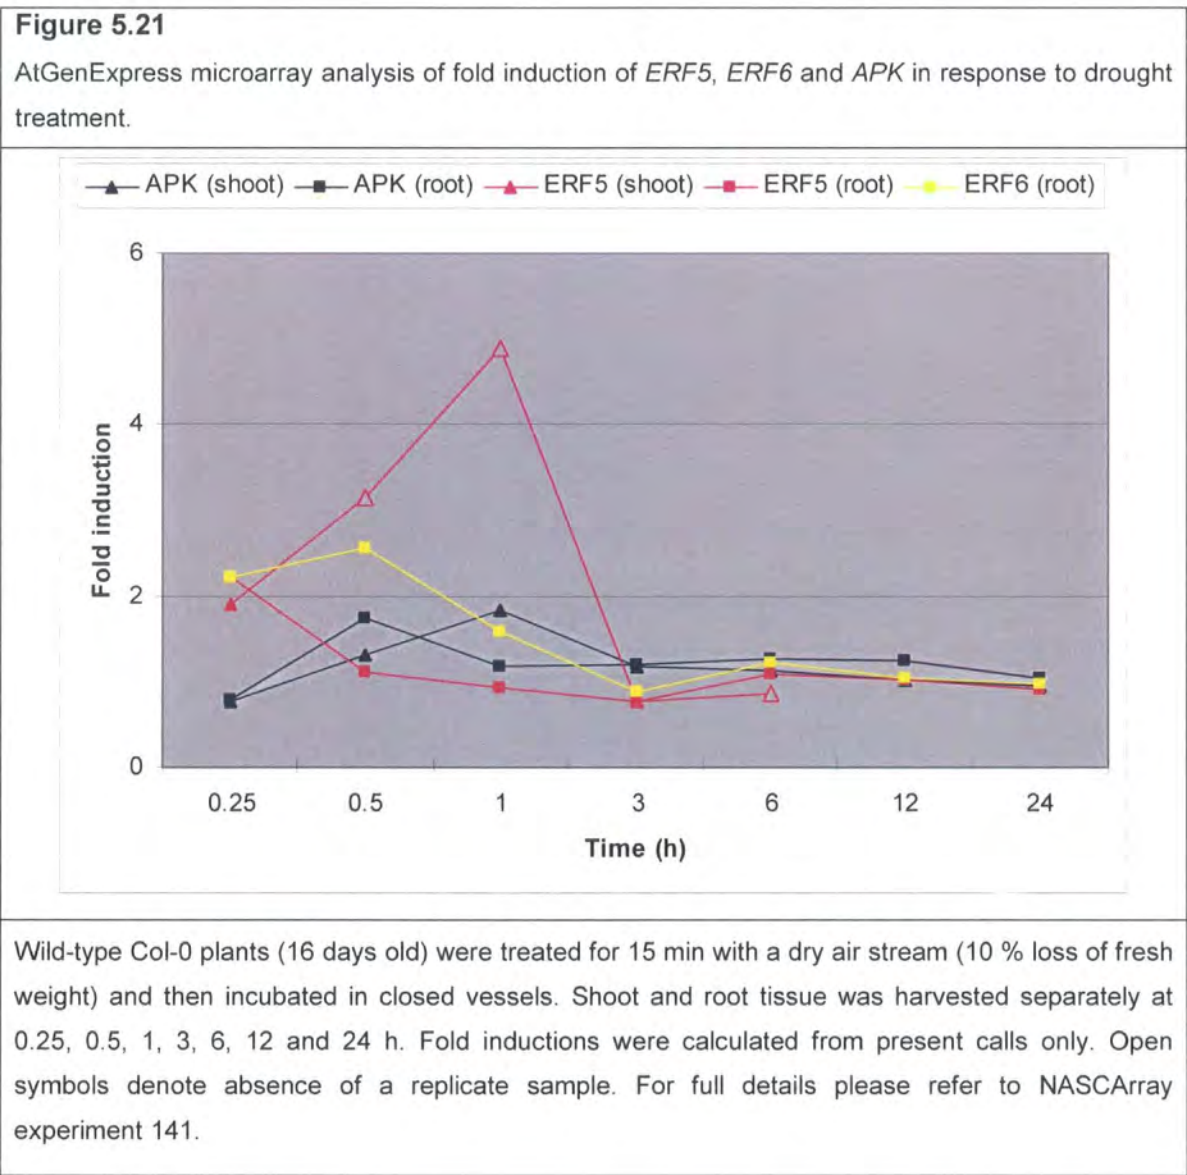 Figure 5.21
AtGenExpress microarray analysis of fold induction of ERF5, ERF6 and APK in response to drought
treatment.
APK (shoot) APK (root) ERF5 (shoot) ERF5 (root) ERF6 (root)
6
4
2
0
Fold induction
0.25 0.5 1 3 6 12 24
Time (h)
Wild-type Col-0 plants (16 days old) were treated for 15 min with a dry air stream (10 % loss of fresh
weight) and then incubated in closed vessels. Shoot and root tissue was harvested separately at
0.25, 0.5, 1, 3, 6, 12 and 24 h. Fold inductions were calculated from present calls only. Open
symbols denote absence of a replicate sample. For full details please refer to NASCArray
experiment 141.